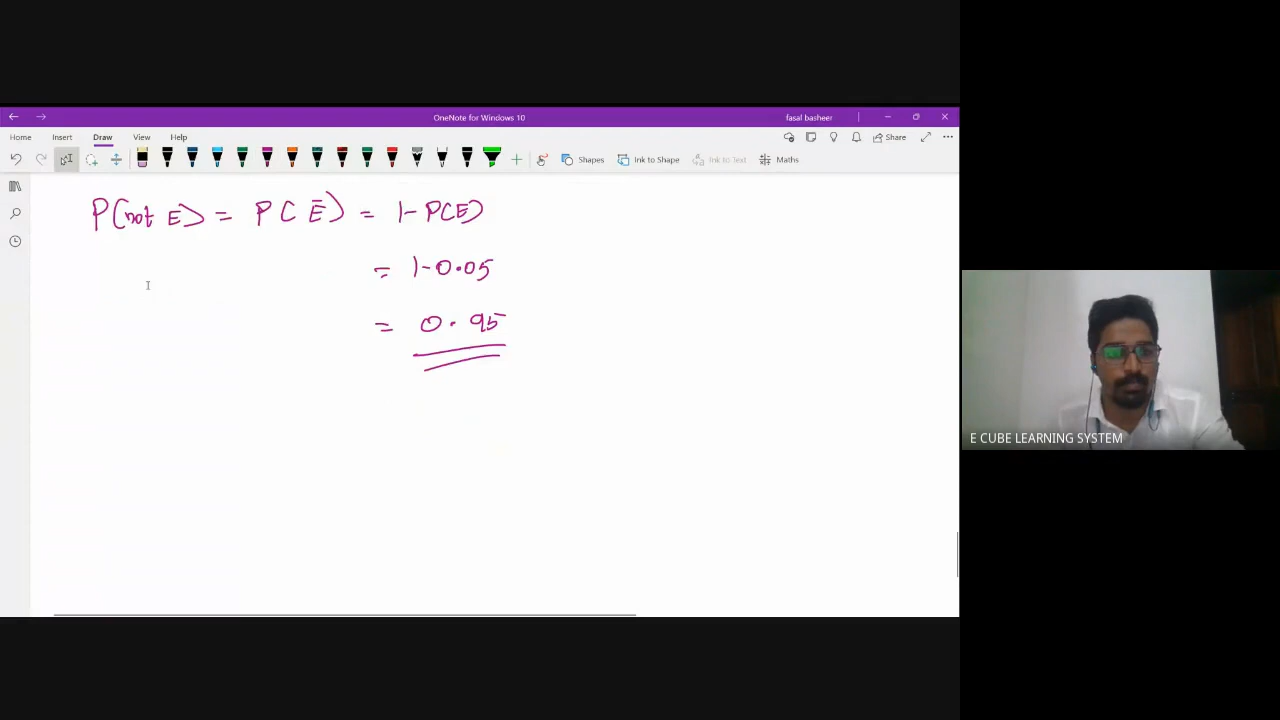 OneNote for Windows 10
fasal basheer
Home Insert Draw View Help
Share
Shapes Ink to Shape Ink to Text Maths
P(not E) = P(Ē) = 1-P(E)
= 1-0.05
= 0.95
E CUBE LEARNING SYSTEM